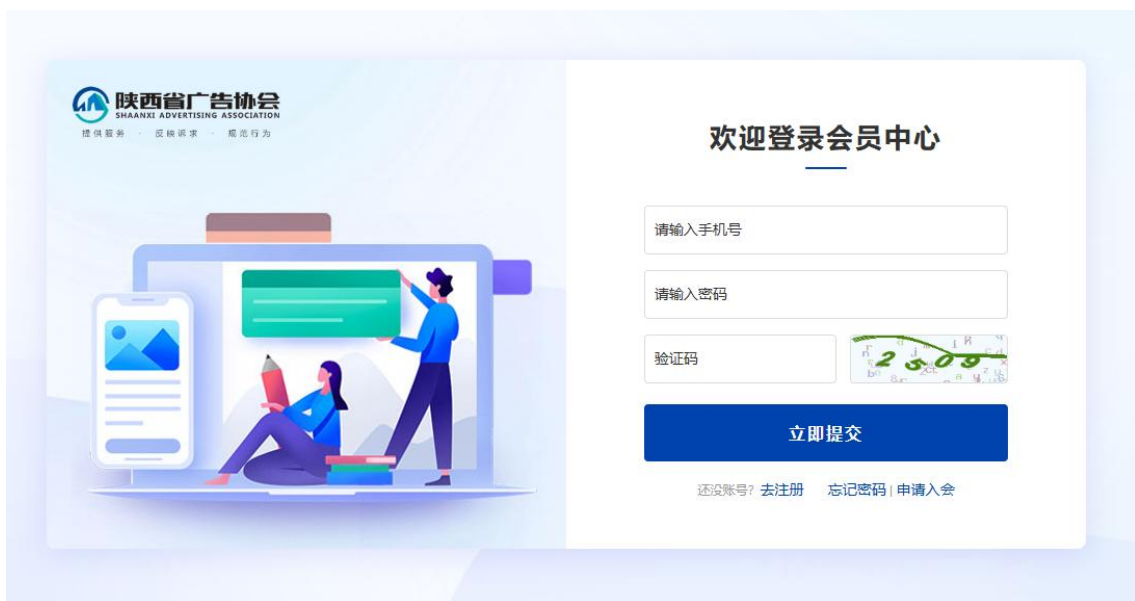 陕西省广告协会
SHAANXI ADVERTISING ASSOCIATION
提供服务 · 反映诉求 · 规范行为
欢迎登录会员中心
请输入手机号
请输入密码
验证码
2509
立即提交
还没账号? 去注册 忘记密码 | 申请入会